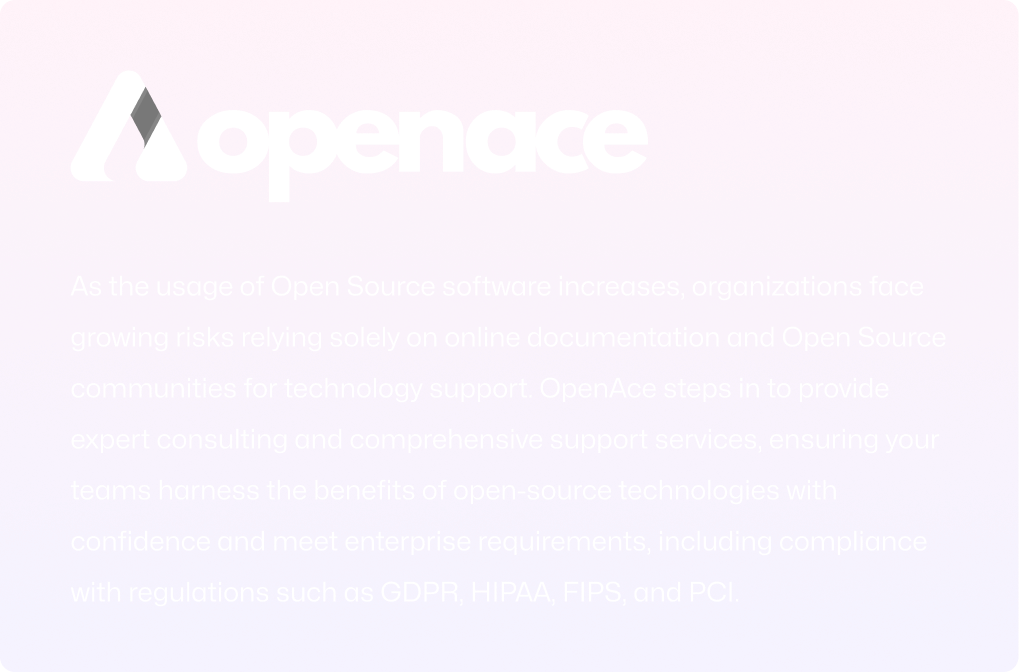 openace
As the usage of Open Source software increases, organizations face
growing risks relying solely on online documentation and Open Source
communities for technology support. OpenAce steps in to provide
expert consulting and comprehensive support services, ensuring your
teams harness the benefits of open-source technologies with
confidence and meet enterprise requirements, including compliance
with regulations such as GDPR, HIPAA, FIPS, and PCI.